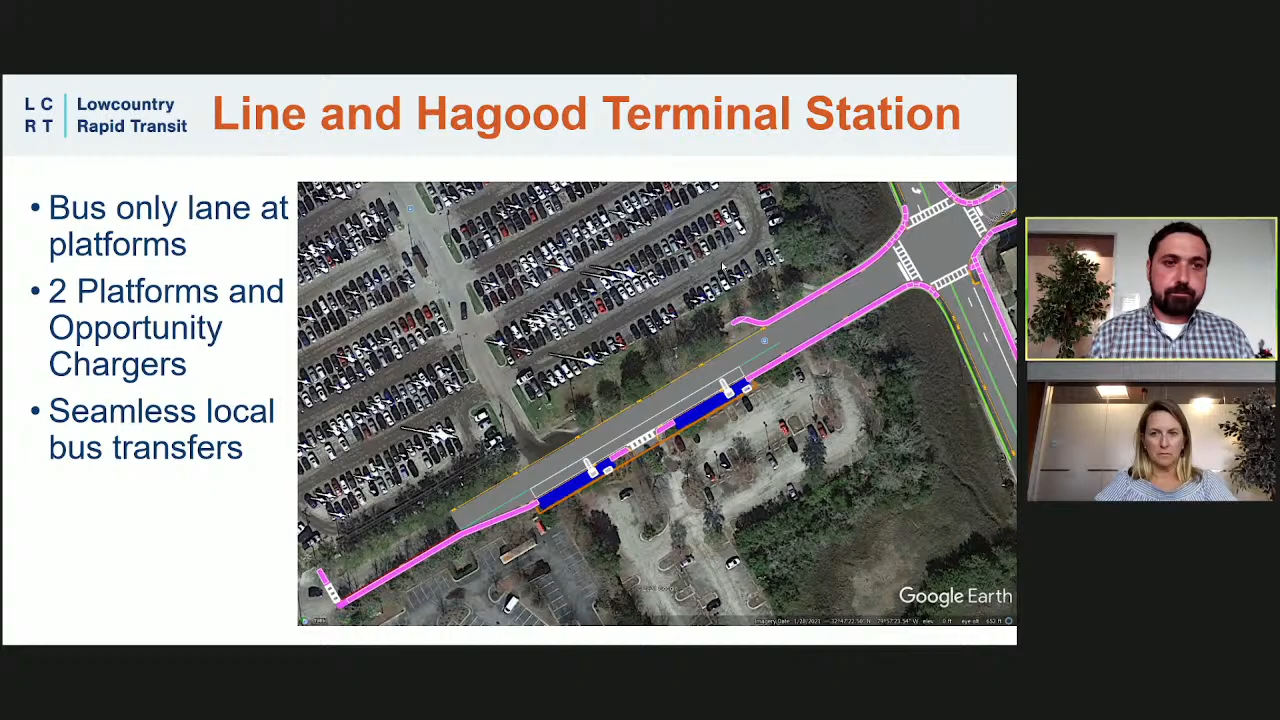 L C
R T
Lowcountry
Rapid Transit
Line and Hagood Terminal Station
• Bus only lane at
platforms
• 2 Platforms and
Opportunity
Chargers
• Seamless local
bus transfers
Google Earth